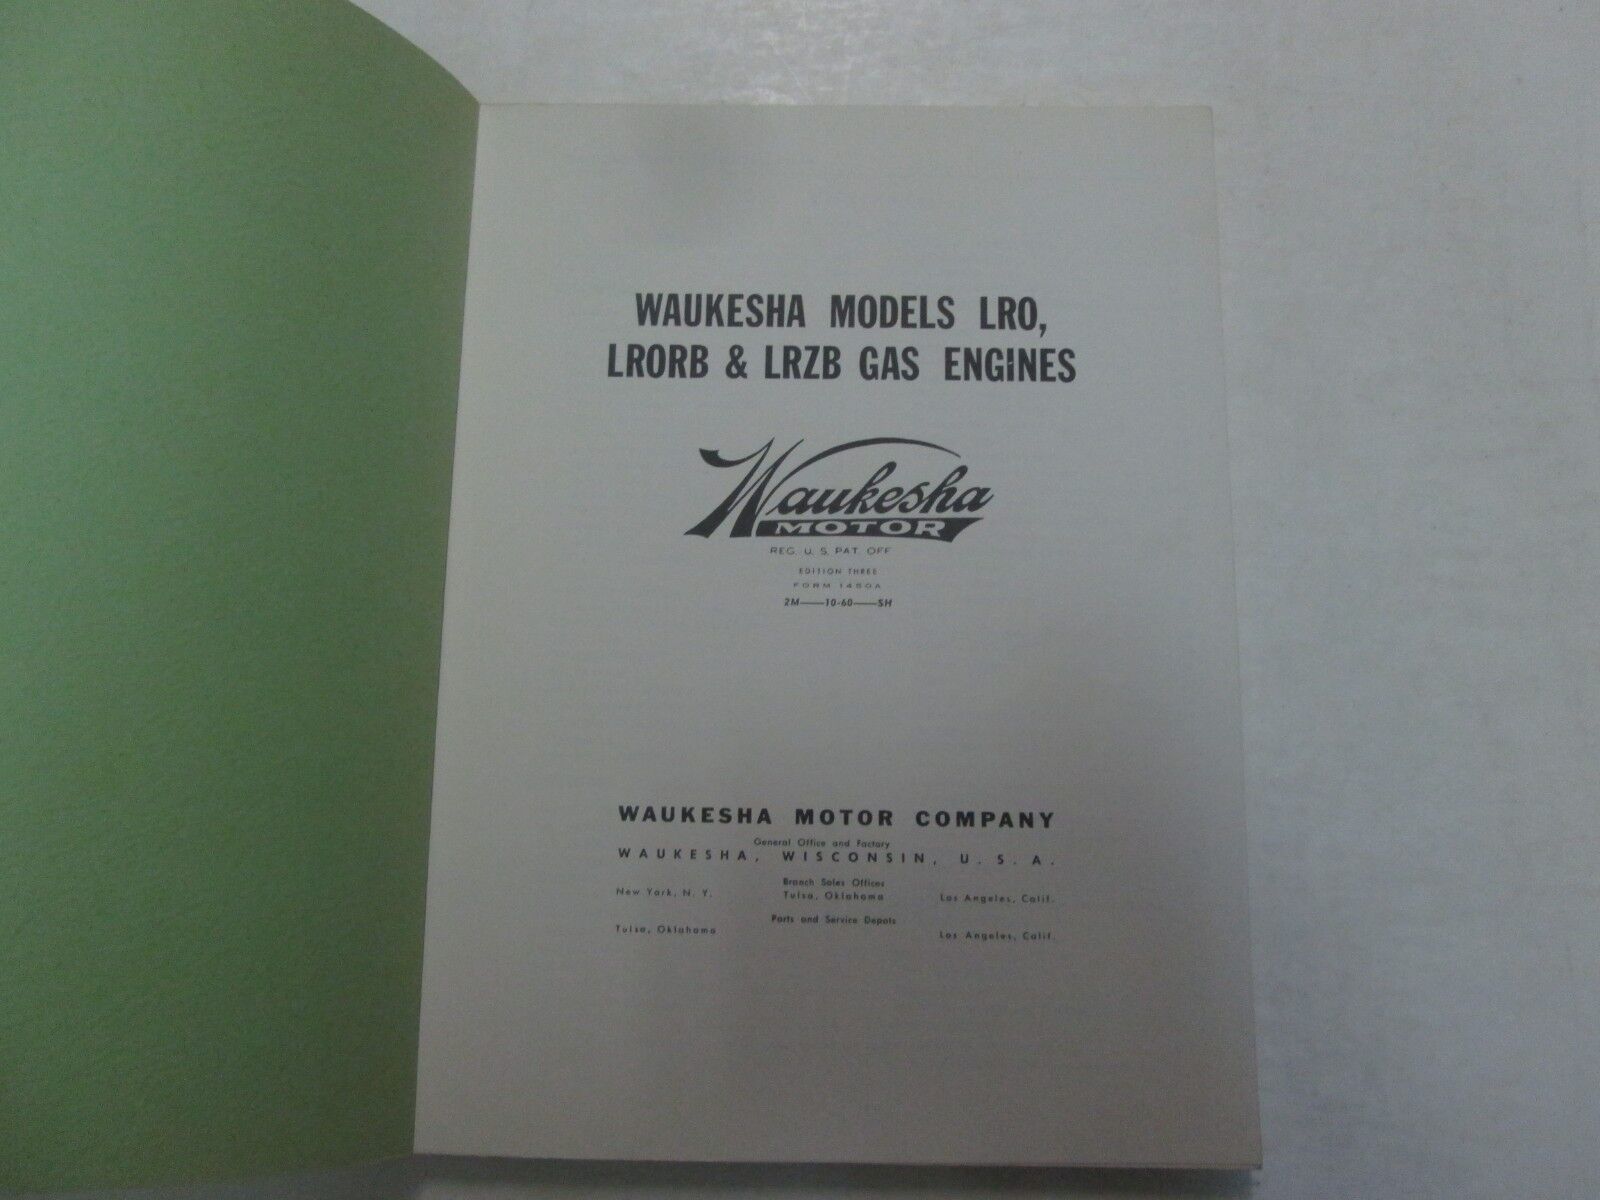 WAUKESHA MODELS LRO,
LRORB & LRZB GAS ENGINES
Waukesha
MOTOR
REG. U. S. PAT. OFF
EDITION THREE
FORM 1450A
2M——10-60——SH
WAUKESHA MOTOR COMPANY
General Office and Factory
WAUKESHA, WISCONSIN, U. S. A.
Branch Sales Offices
New York, N. Y. Tulsa, Oklahoma Los Angeles, Calif.
Parts and Service Depots
Tulsa, Oklahoma Los Angeles, Calif.